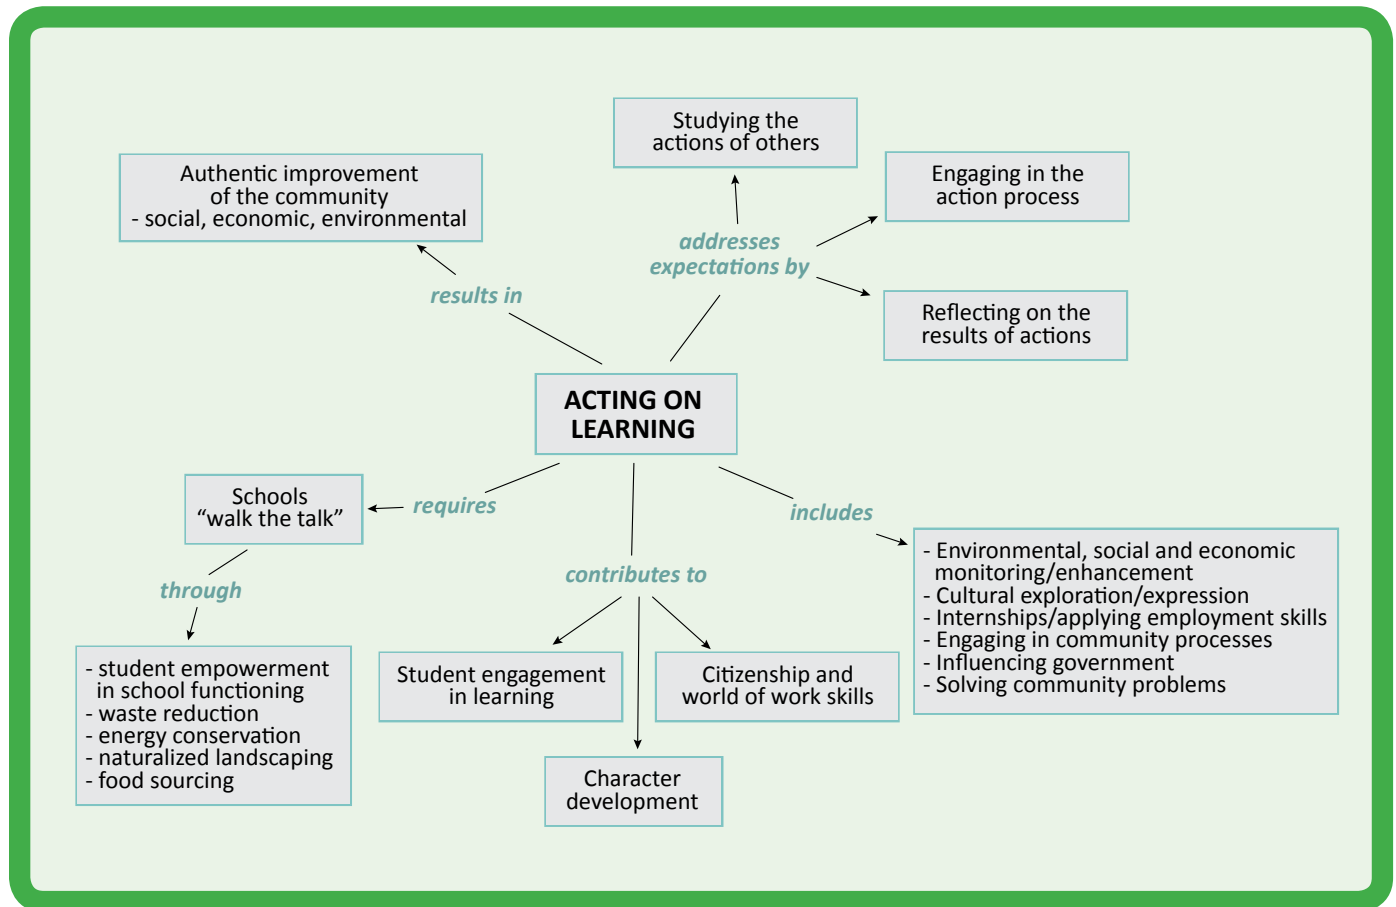 Studying the
actions of others
Authentic improvement
of the community
- social, economic, environmental
Engaging in the
action process
addresses
expectations by
results in
Reflecting on the
results of actions
ACTING ON
LEARNING
Schools
“walk the talk”
requires
includes
through
contributes to
- Environmental, social and economic
monitoring/enhancement
- Cultural exploration/expression
- Internships/applying employment skills
- Engaging in community processes
- Influencing government
- Solving community problems
- student empowerment
in school functioning
- waste reduction
- energy conservation
- naturalized landscaping
- food sourcing
Student engagement
in learning
Citizenship and
world of work skills
Character
development